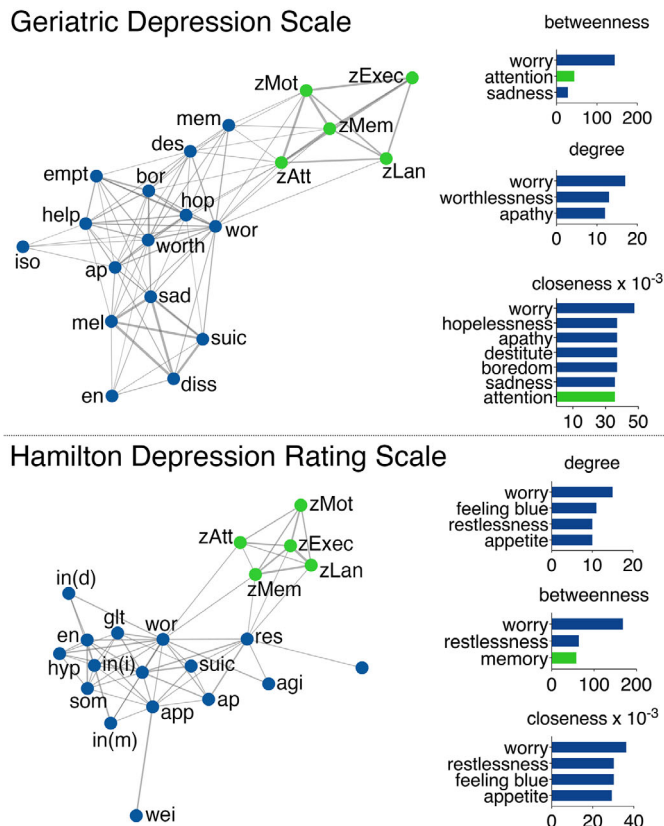 Geriatric Depression Scale
zMot
zExec
mem
zMem
des
zAtt
zLan
empt
bor
hop
help
wor
worth
iso
ap
sad
mel
suic
en
diss
betweenness
worry
attention
sadness
0 100 200
degree
worry
worthlessness
apathy
0 10 20
closeness x 10-3
worry
hopelessness
apathy
destitute
boredom
sadness
attention
10 30 50
Hamilton Depression Rating Scale
zMot
zAtt
zExec
zLan
zMem
in(d)
glt
wor
en
res
in(i)
suic
hyp
agi
som
app
ap
in(m)
wei
degree
worry
feeling blue
restlessness
appetite
0 10 20
betweenness
worry
restlessness
memory
0 100 200
closeness x 10-3
worry
restlessness
feeling blue
appetite
0 20 40